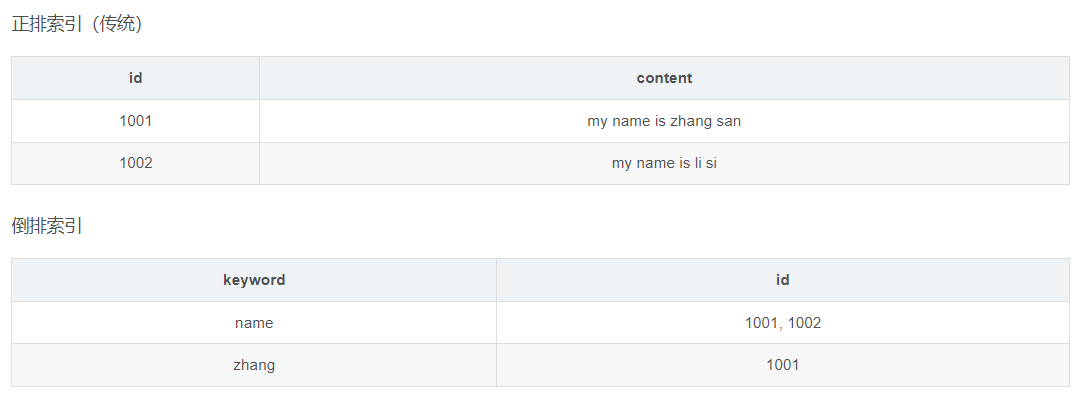 正排索引（传统）
id content
1001 my name is zhang san
1002 my name is li si
倒排索引
keyword id
name 1001, 1002
zhang 1001